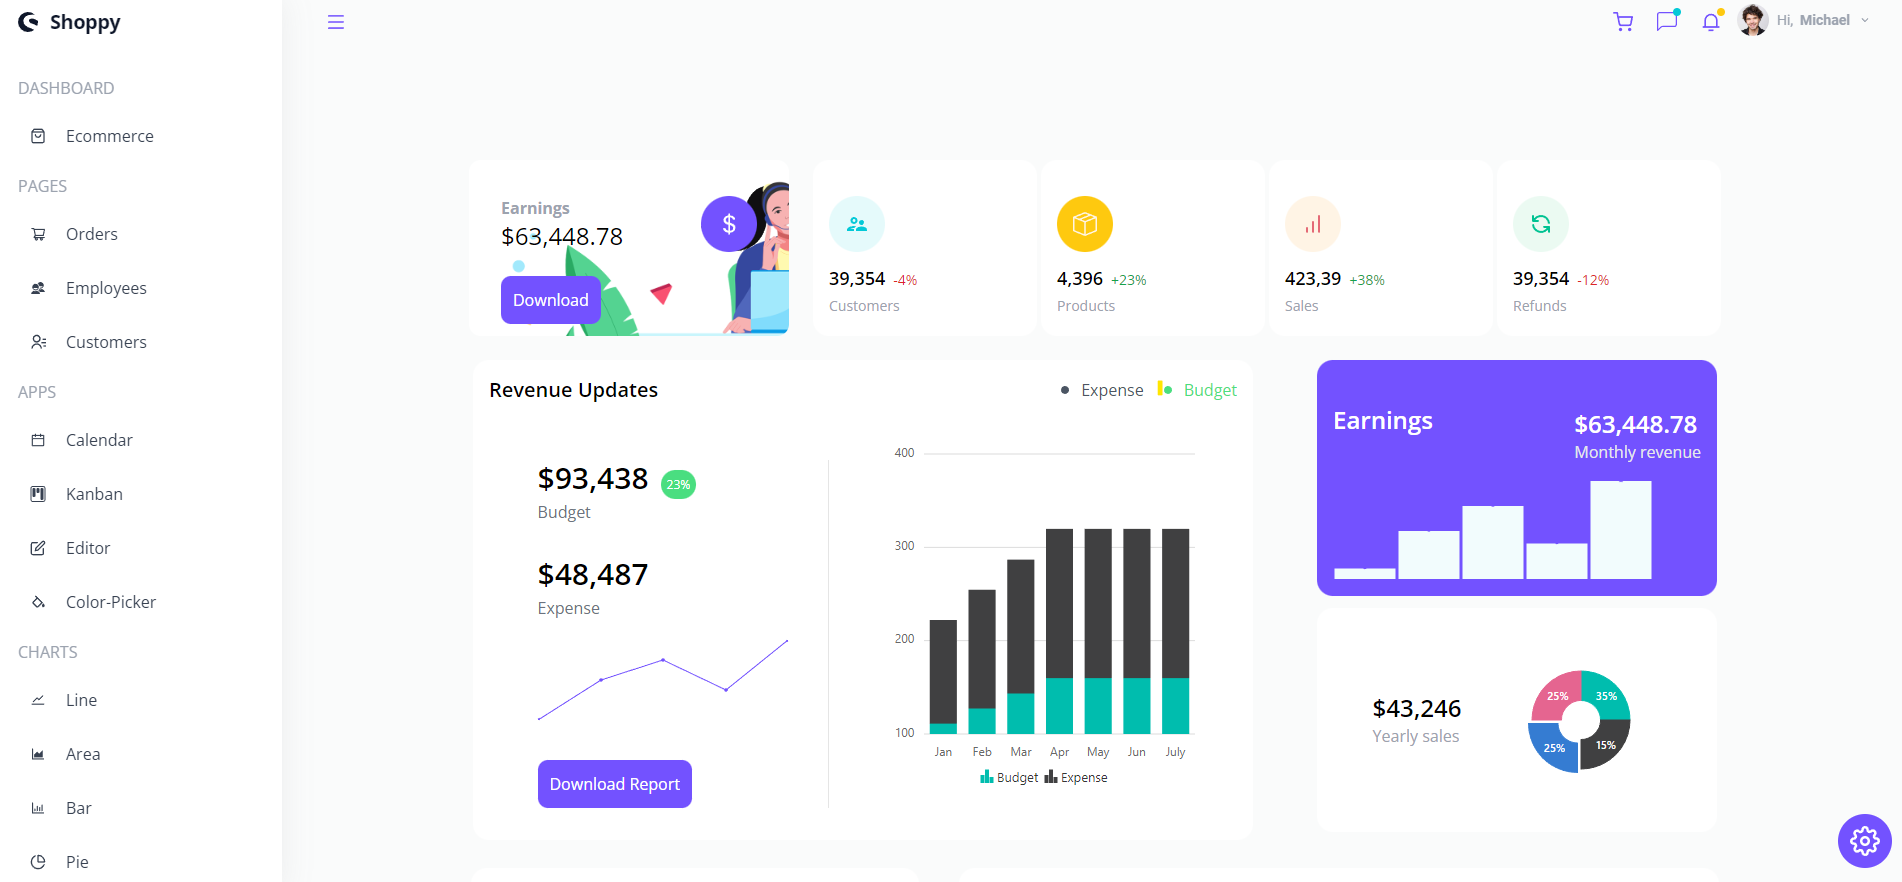 Shoppy
Hi, Michael
DASHBOARD
Ecommerce
PAGES
Orders
Employees
Customers
APPS
Calendar
Kanban
Editor
Color-Picker
CHARTS
Line
Area
Bar
Pie
Earnings
$63,448.78
$
Download
39,354 -4%
Customers
4,396 +23%
Products
423,39 +38%
Sales
39,354 -12%
Refunds
Revenue Updates
Expense
Budget
$93,438 23%
Budget
$48,487
Expense
Download Report
400
300
200
100
Jan Feb Mar Apr May Jun July
Budget Expense
Earnings
$63,448.78
Monthly revenue
$43,246
Yearly sales
25% 35%
25% 15%